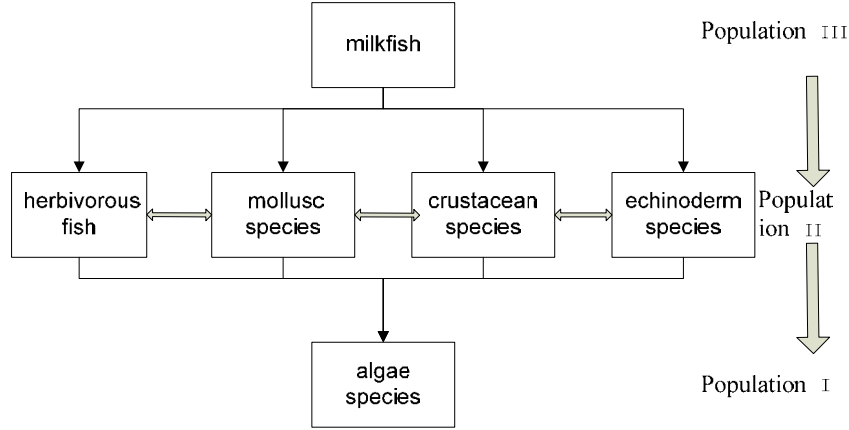 milkfish
Population III
herbivorous
fish
mollusc
species
crustacean
species
echinoderm
species
Populat
ion II
algae
species
Population I